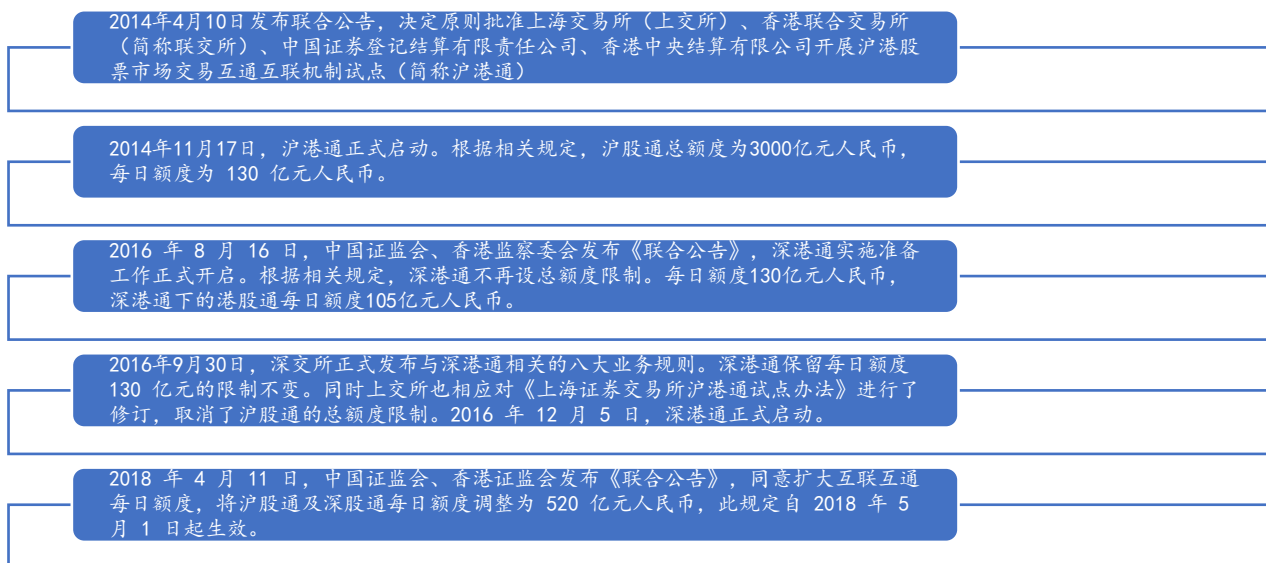 2014年4月10日发布联合公告，决定原则批准上海交易所（上交所）、香港联合交易所
（简称联交所）、中国证券登记结算有限责任公司、香港中央结算有限公司开展沪港股
票市场交易互通互联机制试点（简称沪港通）
2014年11月17日，沪港通正式启动。根据相关规定，沪股通总额度为3000亿元人民币，
每日额度为 130 亿元人民币。
2016 年 8 月 16 日，中国证监会、香港监察委会发布《联合公告》，深港通实施准备
工作正式开启。根据相关规定，深港通不再设总额度限制。每日额度130亿元人民币，
深港通下的港股通每日额度105亿元人民币。
2016年9月30日，深交所正式发布与深港通相关的八大业务规则。深港通保留每日额度
130 亿元的限制不变。同时上交所也相应对《上海证券交易所沪港通试点办法》进行了
修订，取消了沪股通的总额度限制。2016 年 12 月 5 日，深港通正式启动。
2018 年 4 月 11 日，中国证监会、香港证监会发布《联合公告》，同意扩大互联互通
每日额度，将沪股通及深股通每日额度调整为 520 亿元人民币，此规定自 2018 年 5
月 1 日起生效。